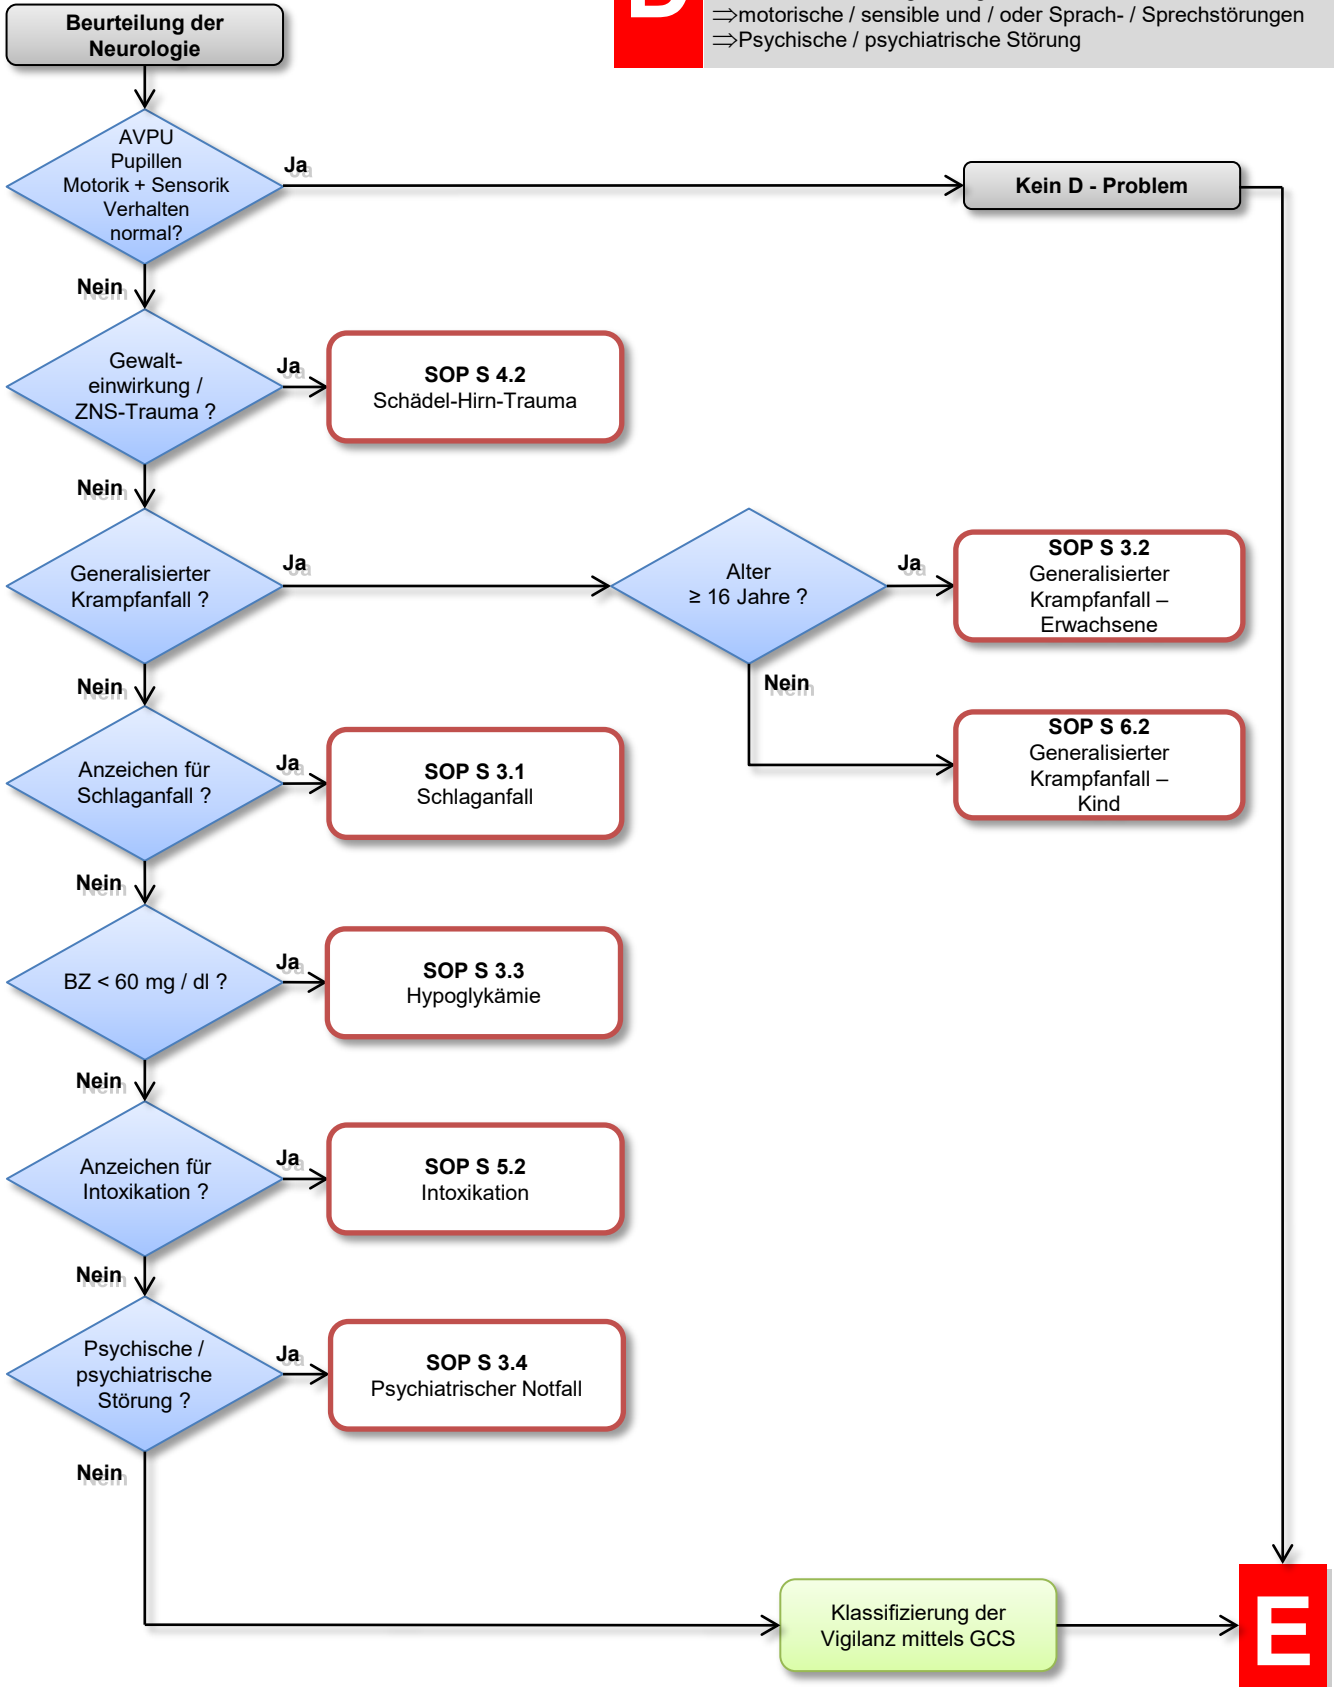 Beurteilung der
Neurologie
D
⇒motorische / sensible und / oder Sprach- / Sprechstörungen
⇒Psychische / psychiatrische Störung
AVPU
Pupillen
Motorik + Sensorik
Verhalten
normal?
Ja
Kein D - Problem
Nein
Gewalt-
einwirkung /
ZNS-Trauma ?
Ja
SOP S 4.2
Schädel-Hirn-Trauma
Nein
Generalisierter
Krampfanfall ?
Ja
Alter
≥ 16 Jahre ?
Ja
SOP S 3.2
Generalisierter
Krampfanfall –
Erwachsene
Nein
SOP S 6.2
Generalisierter
Krampfanfall –
Kind
Nein
Anzeichen für
Schlaganfall ?
Ja
SOP S 3.1
Schlaganfall
Nein
BZ < 60 mg / dl ?
Ja
SOP S 3.3
Hypoglykämie
Nein
Anzeichen für
Intoxikation ?
Ja
SOP S 5.2
Intoxikation
Nein
Psychische /
psychiatrische
Störung ?
Ja
SOP S 3.4
Psychiatrischer Notfall
Nein
Klassifizierung der
Vigilanz mittels GCS
E